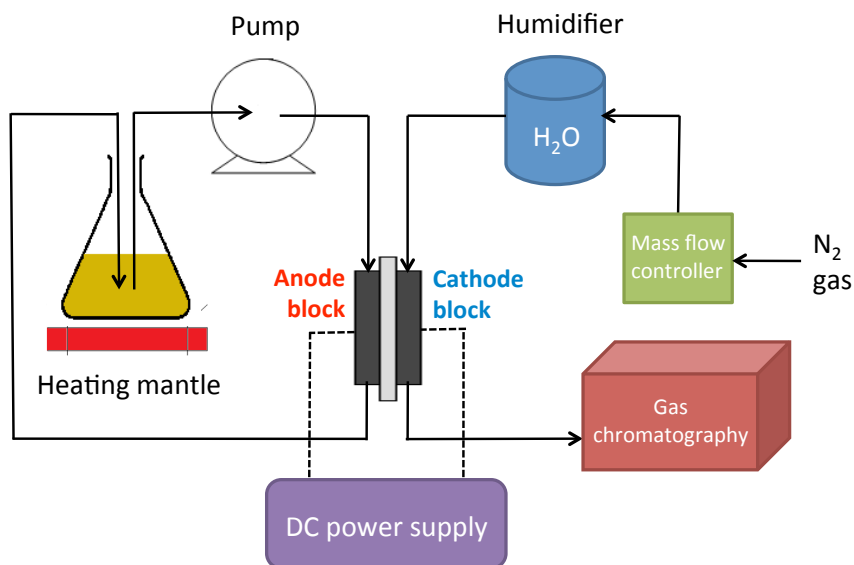 Pump
Humidifier
H₂O
Mass flow
controller
N₂
gas
Anode
block
Cathode
block
Heating mantle
Gas
chromatography
DC power supply